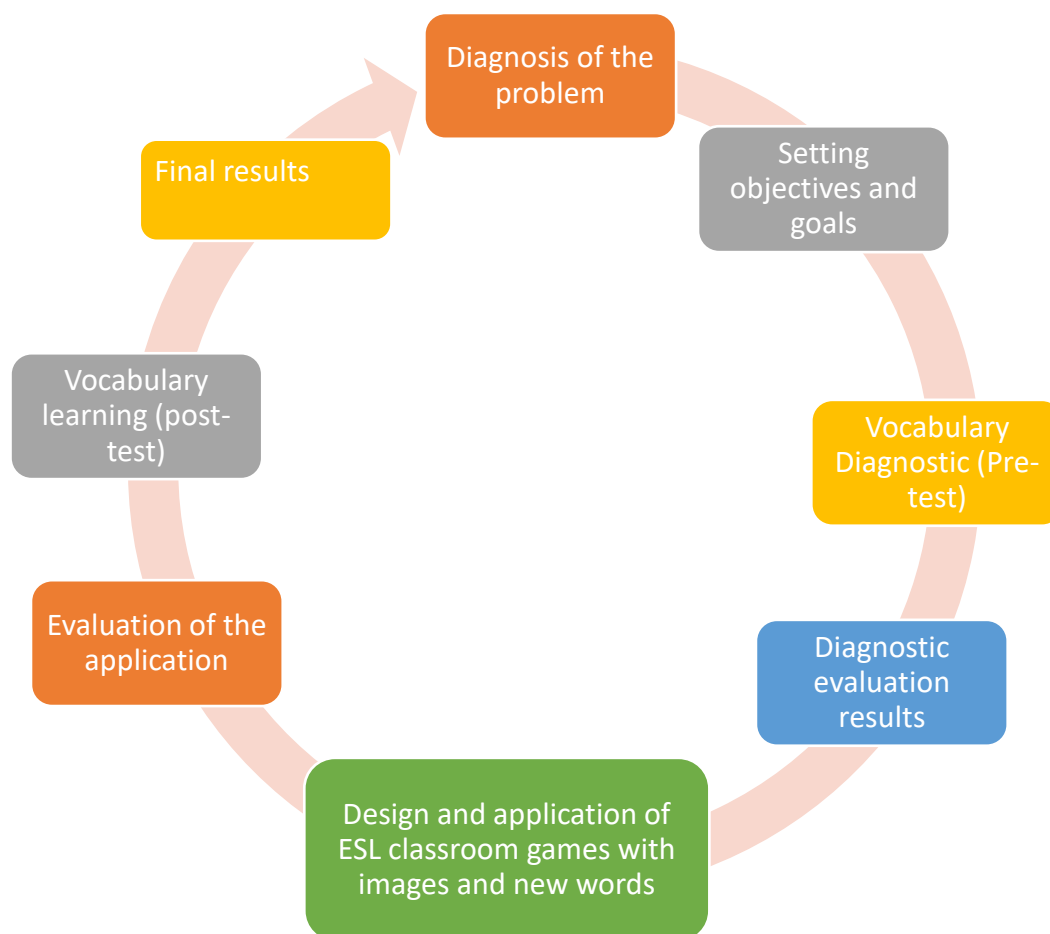 Diagnosis of the
problem
Setting
objectives and
goals
Vocabulary
Diagnostic (Pre-
test)
Diagnostic
evaluation
results
Design and application of
ESL classroom games with
images and new words
Evaluation of the
application
Vocabulary
learning (post-
test)
Final results